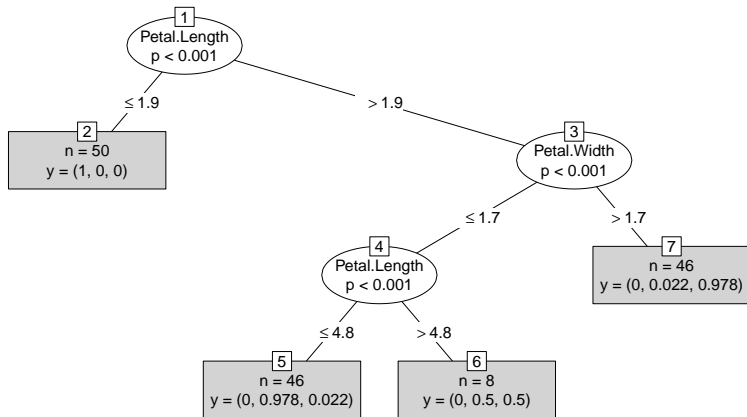 1
Petal.Length
p < 0.001
≤ 1.9
> 1.9
2
n = 50
y = (1, 0, 0)
3
Petal.Width
p < 0.001
≤ 1.7
> 1.7
4
Petal.Length
p < 0.001
7
n = 46
y = (0, 0.022, 0.978)
≤ 4.8
> 4.8
5
n = 46
y = (0, 0.978, 0.022)
6
n = 8
y = (0, 0.5, 0.5)